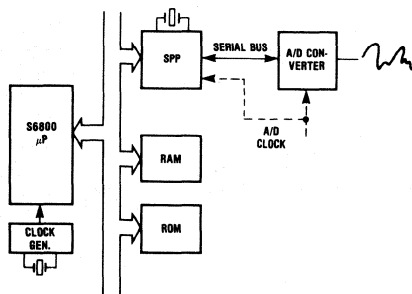 SPP
SERIAL BUS
A/D CON-
VERTER
S6800
μP
A/D
CLOCK
RAM
ROM
CLOCK
GEN.